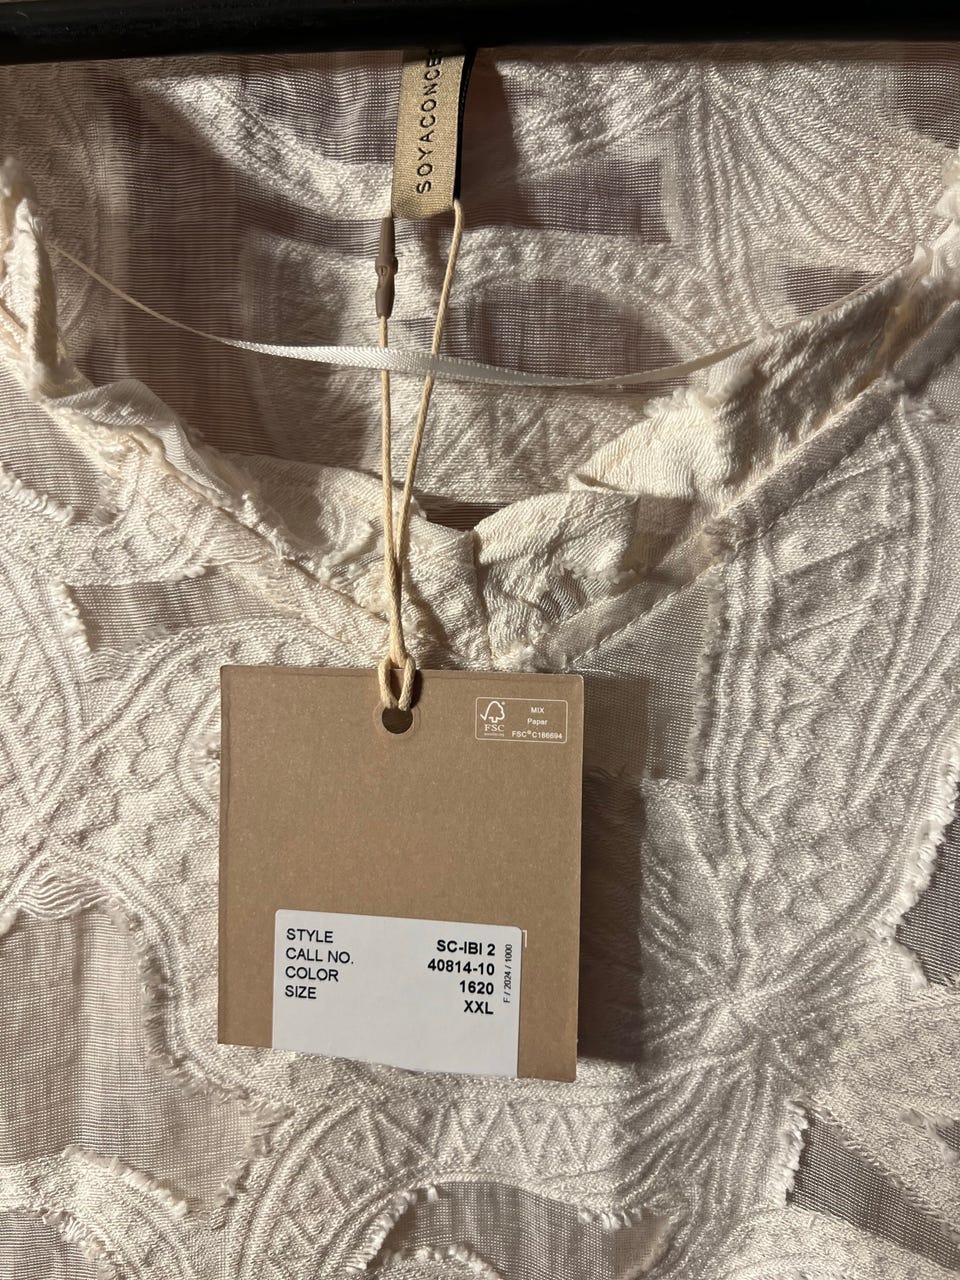 SOYACONCE
FSC
MIX
Paper
FSC® C186694
STYLE SC-IBI 2
CALL NO. 40814-10
COLOR 1620
SIZE XXL
F / 2024 / 1000